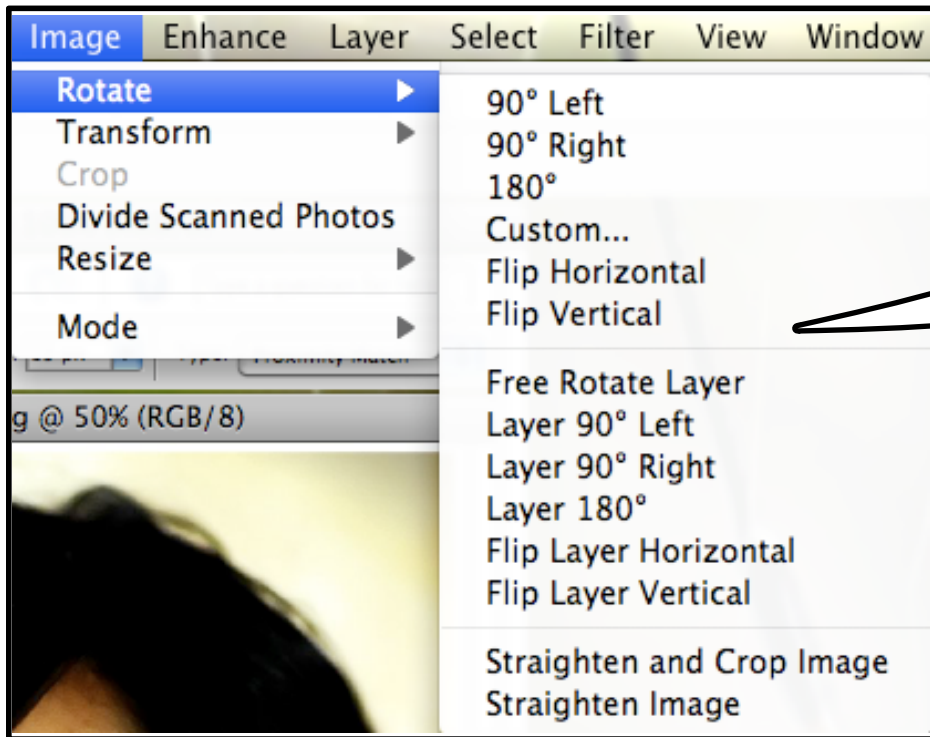 Image Enhance Layer Select Filter View Window
Rotate
Transform
Crop
Divide Scanned Photos
Resize
Mode
90° Left
90° Right
180°
Custom...
Flip Horizontal
Flip Vertical
Free Rotate Layer
Layer 90° Left
Layer 90° Right
Layer 180°
Flip Layer Horizontal
Flip Layer Vertical
Straighten and Crop Image
Straighten Image
Match
g @ 50% (RGB/8)